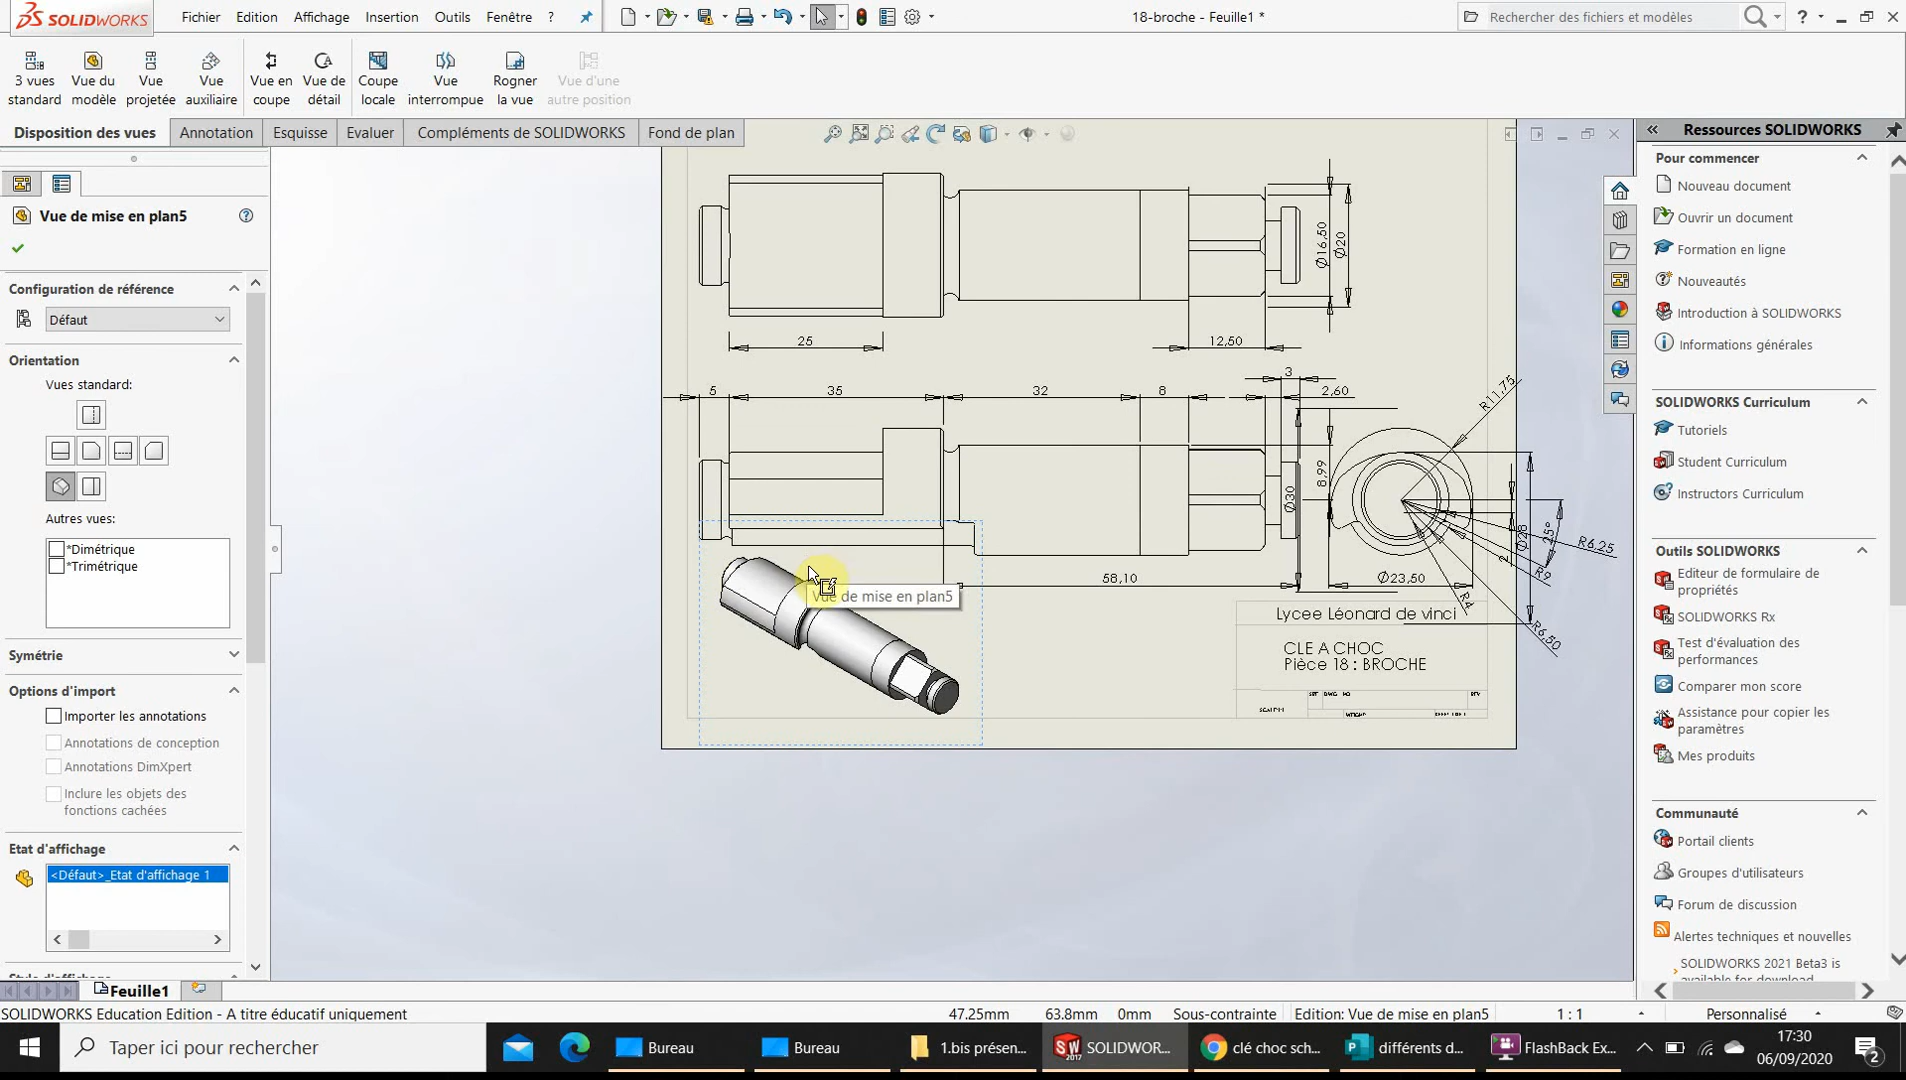 SOLIDWORKS
Fichier Edition Affichage Insertion Outils Fenêtre ?
18-broche - Feuille1 *
Rechercher des fichiers et modèles
3 vues standard
Vue du modèle
Vue projetée
Vue auxiliaire
Vue en coupe
Vue de détail
Coupe locale
Vue interrompue
Rogner la vue
Vue d'une autre position
Disposition des vues Annotation Esquisse Evaluer Compléments de SOLIDWORKS Fond de plan
Vue de mise en plan5
Configuration de référence
Défaut
Orientation
Vues standard:
Autres vues:
*Dimétrique
*Trimétrique
Symétrie
Options d'import
Importer les annotations
Annotations de conception
Annotations DimXpert
Inclure les objets des
fonctions cachées
Etat d'affichage
<Défaut>_Etat d'affichage 1
Ø16,50
Ø20
25
12,50
3
5
35
32
8
2,60
R11,75
8,99
Ø30
Ø28
25°
2
R6,25
R9
R4
R6,50
Ø23,50
58,10
Vue de mise en plan5
Lycee Léonard de vinci
CLE A CHOC
Pièce 18 : BROCHE
REV
Ressources SOLIDWORKS
Pour commencer
Nouveau document
Ouvrir un document
Formation en ligne
Nouveautés
Introduction à SOLIDWORKS
Informations générales
SOLIDWORKS Curriculum
Tutoriels
Student Curriculum
Instructors Curriculum
Outils SOLIDWORKS
Editeur de formulaire de
propriétés
SOLIDWORKS Rx
Test d'évaluation des
performances
Comparer mon score
Assistance pour copier les
paramètres
Mes produits
Communauté
Portail clients
Groupes d'utilisateurs
Forum de discussion
Alertes techniques et nouvelles
SOLIDWORKS 2021 Beta3 is
available for download
Feuille1
SOLIDWORKS Education Edition - A titre éducatif uniquement
47.25mm 63.8mm 0mm Sous-contrainte Edition: Vue de mise en plan5 1 : 1 Personnalisé
Taper ici pour rechercher
Bureau
Bureau
1.bis présen...
SW 2017
SOLIDWOR...
clé choc sch...
différents d...
FlashBack Ex...
17:30
06/09/2020
2